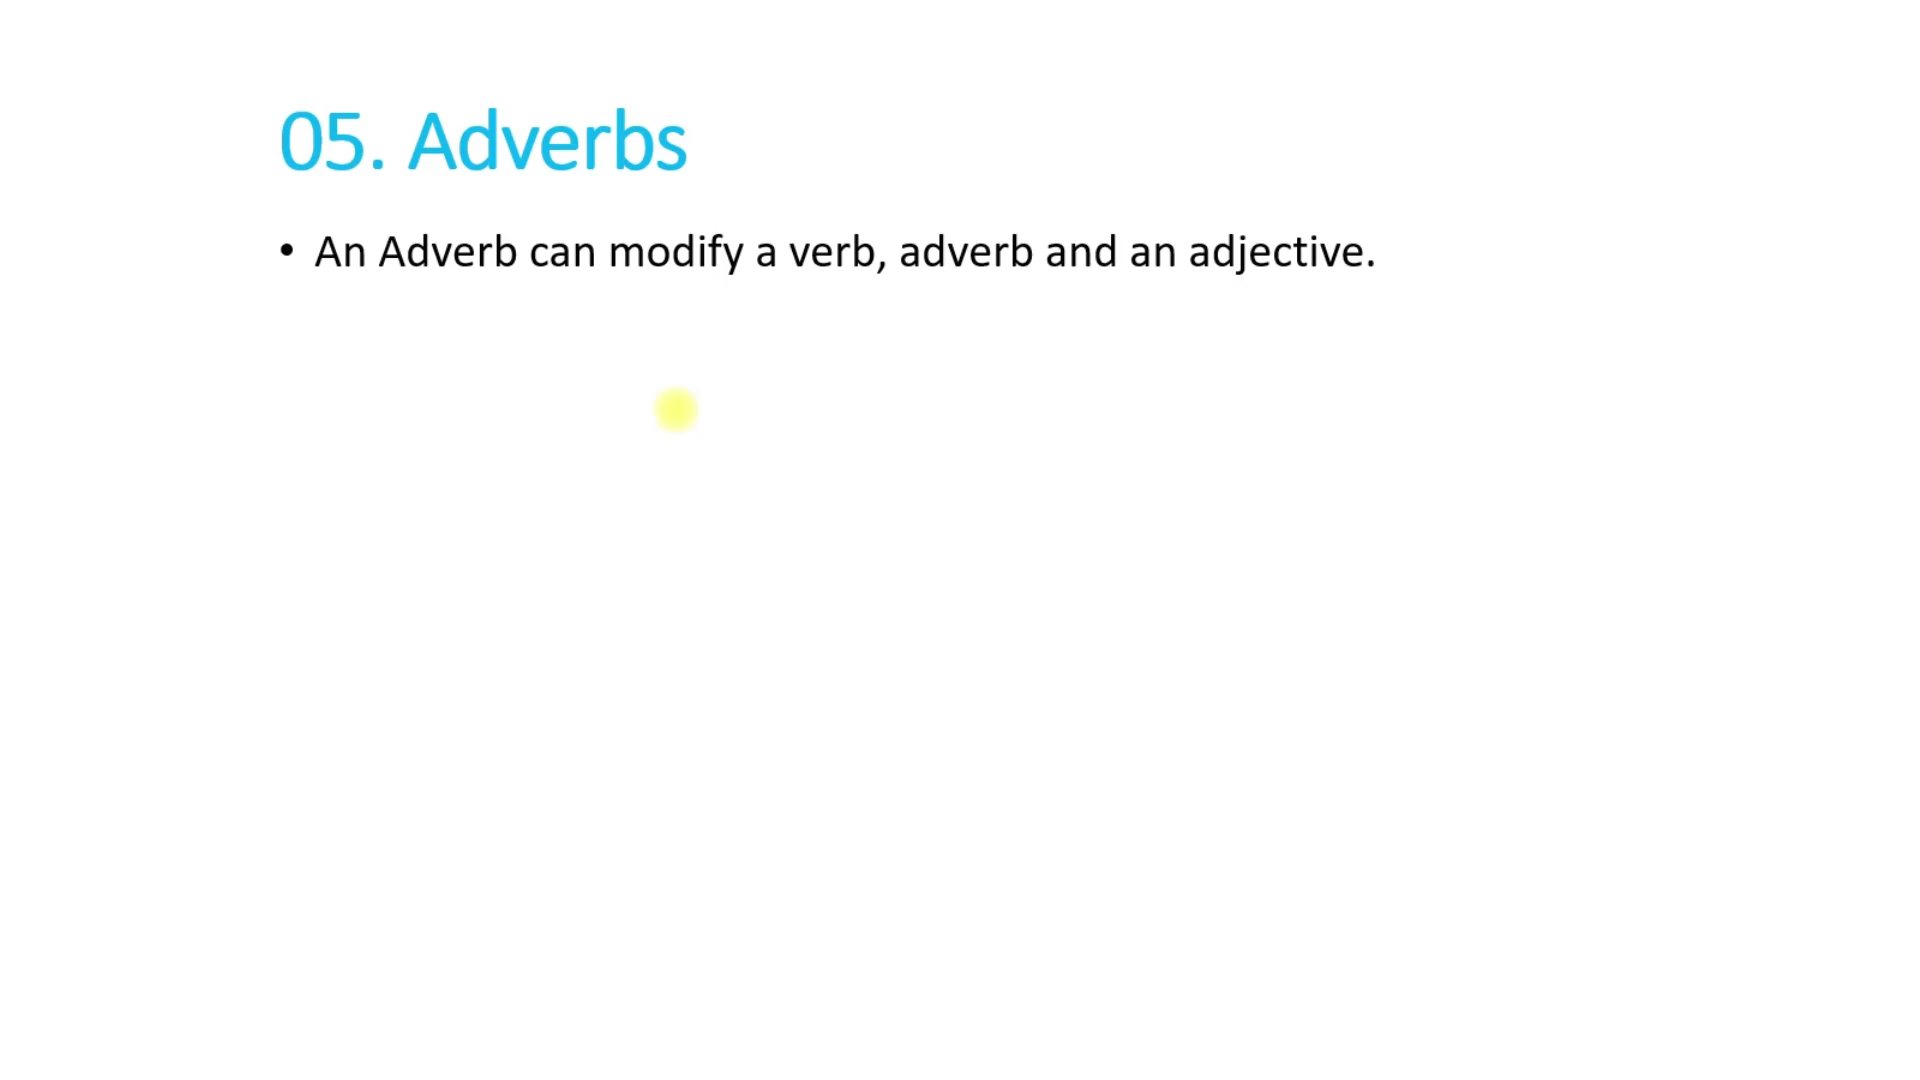 05. Adverbs
• An Adverb can modify a verb, adverb and an adjective.